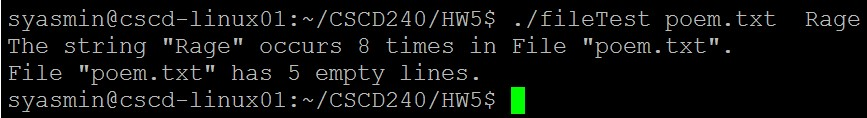 syasmin@cscd-linux01:~/CSCD240/HW5$ ./fileTest poem.txt  Rage
The string "Rage" occurs 8 times in File "poem.txt".
File "poem.txt" has 5 empty lines.
syasmin@cscd-linux01:~/CSCD240/HW5$